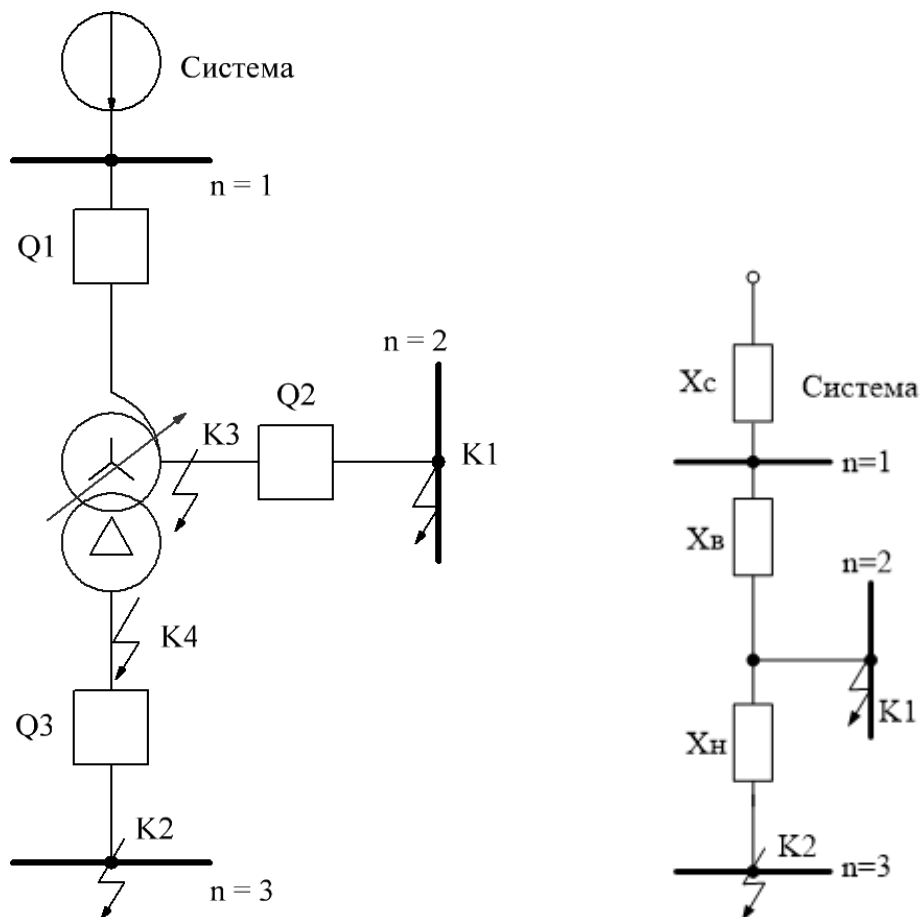 Система
n = 1
Q1
n = 2
Q2
K3
K1
K4
Q3
K2
n = 3
Xс
Система
n=1
Xв
n=2
K1
Xн
K2
n=3